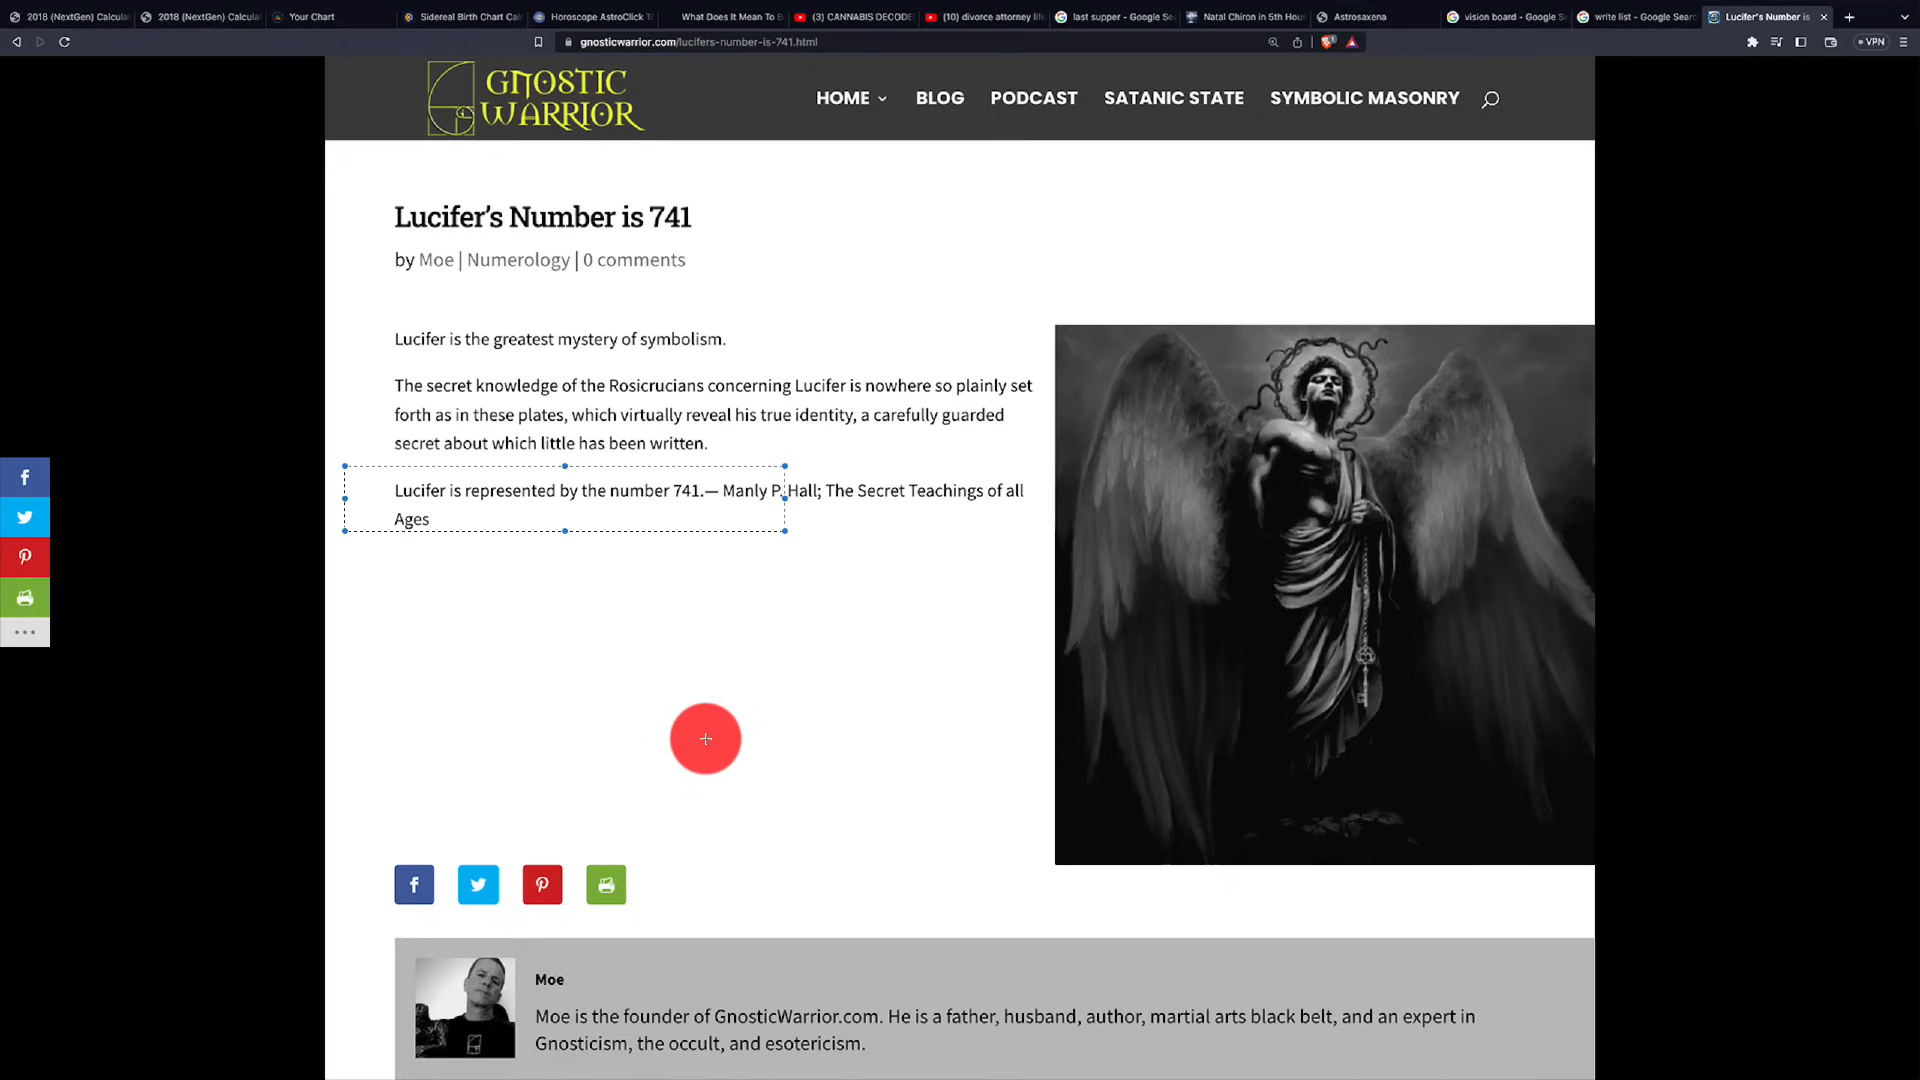 2018 (NextGen) Calcula
2018 (NextGen) Calculat
Your Chart
Sidereal Birth Chart Cal
Horoscope AstroClick T
What Does It Mean To B
(3) CANNABIS DECODE
(10) divorce attorney life
last supper - Google Se
Natal Chiron in 5th Hou
Astrosaxena
vision board - Google S
write list - Google Sear
Lucifer's Number is
gnosticwarrior.com/lucifers-number-is-741.html
VPN
GNOSTIC
WARRIOR
HOME
BLOG
PODCAST
SATANIC STATE
SYMBOLIC MASONRY
Lucifer’s Number is 741
by Moe | Numerology | 0 comments
Lucifer is the greatest mystery of symbolism.
The secret knowledge of the Rosicrucians concerning Lucifer is nowhere so plainly set
forth as in these plates, which virtually reveal his true identity, a carefully guarded
secret about which little has been written.
Lucifer is represented by the number 741.— Manly P. Hall; The Secret Teachings of all
Ages
Moe
Moe is the founder of GnosticWarrior.com. He is a father, husband, author, martial arts black belt, and an expert in
Gnosticism, the occult, and esotericism.